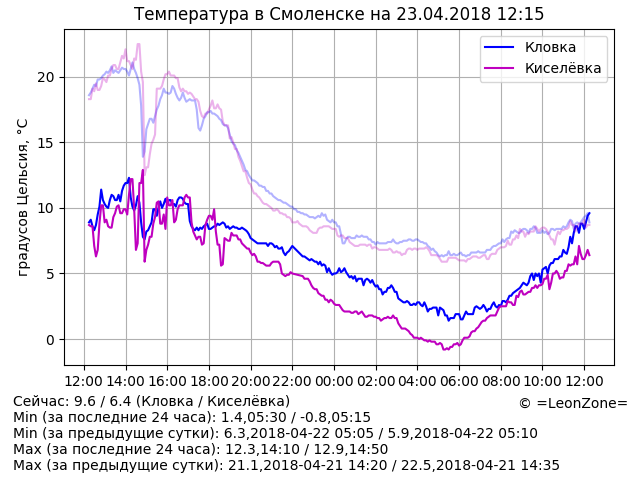 Температура в Смоленске на 23.04.2018 12:15
Кловка
Киселёвка
градусов Цельсия, °C
20
15
10
5
0
12:00 14:00 16:00 18:00 20:00 22:00 00:00 02:00 04:00 06:00 08:00 10:00 12:00
Сейчас: 9.6 / 6.4 (Кловка / Киселёвка)
© =LeonZone=
Min (за последние 24 часа): 1.4,05:30 / -0.8,05:15
Min (за предыдущие сутки): 6.3,2018-04-22 05:05 / 5.9,2018-04-22 05:10
Max (за последние 24 часа): 12.3,14:10 / 12.9,14:50
Max (за предыдущие сутки): 21.1,2018-04-21 14:20 / 22.5,2018-04-21 14:35